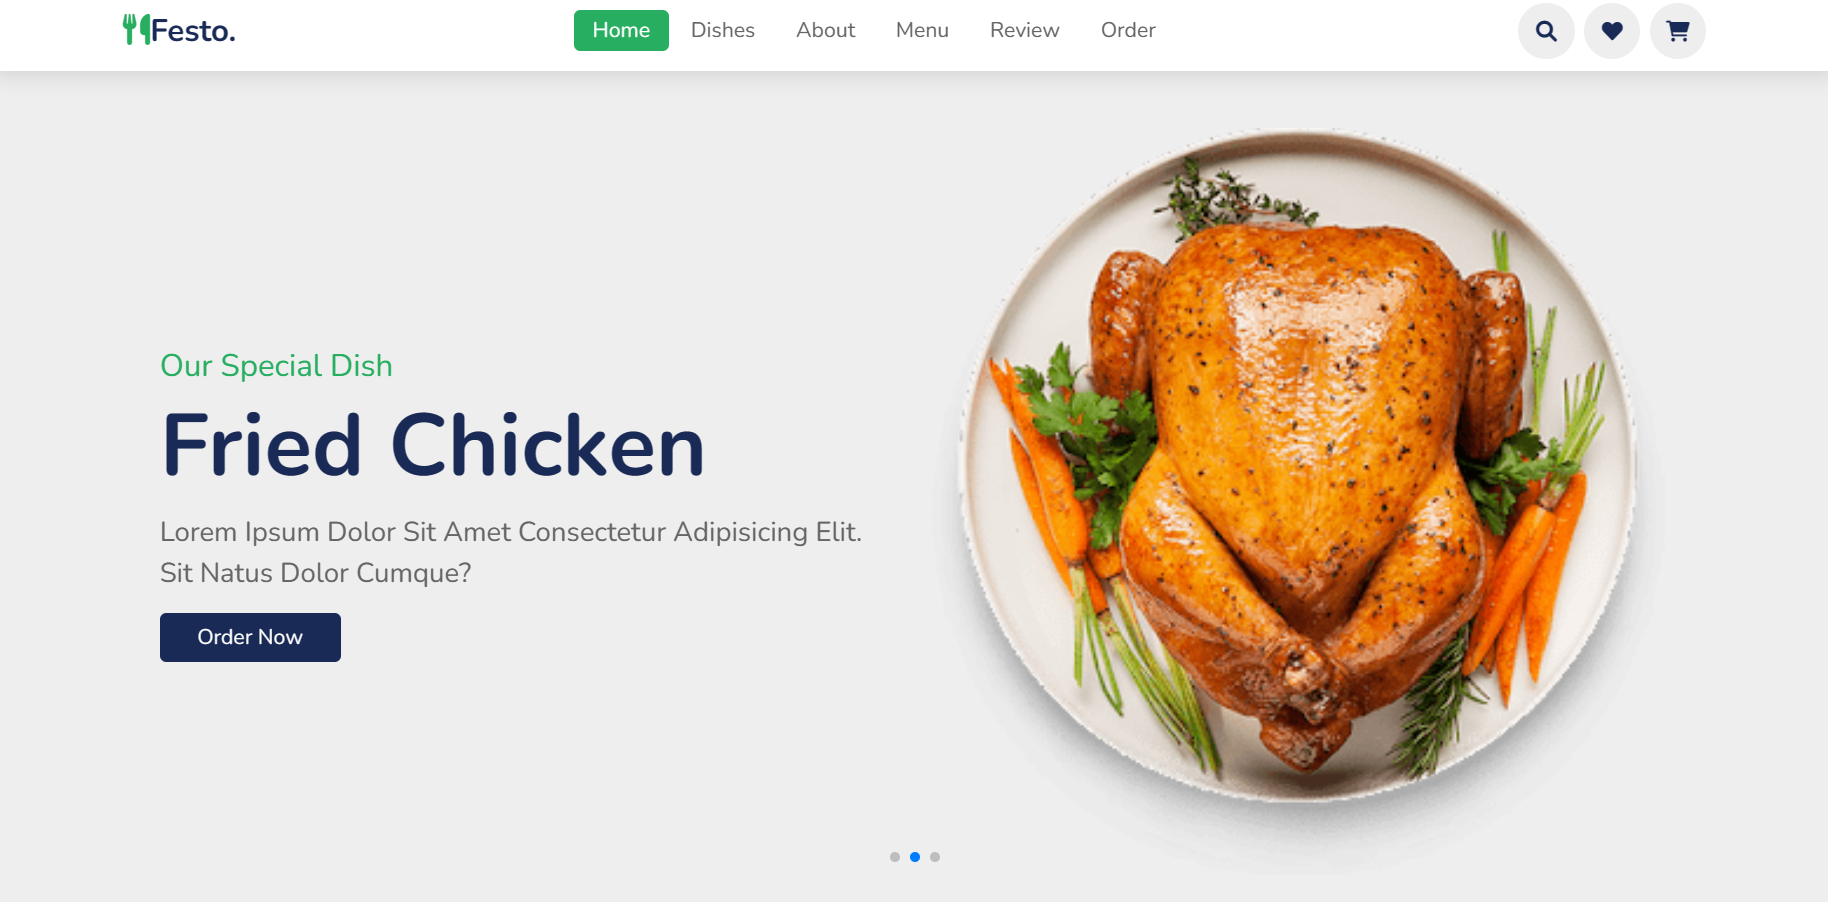 Festo.
Home Dishes About Menu Review Order
Our Special Dish
Fried Chicken
Lorem Ipsum Dolor Sit Amet Consectetur Adipisicing Elit.
Sit Natus Dolor Cumque?
Order Now